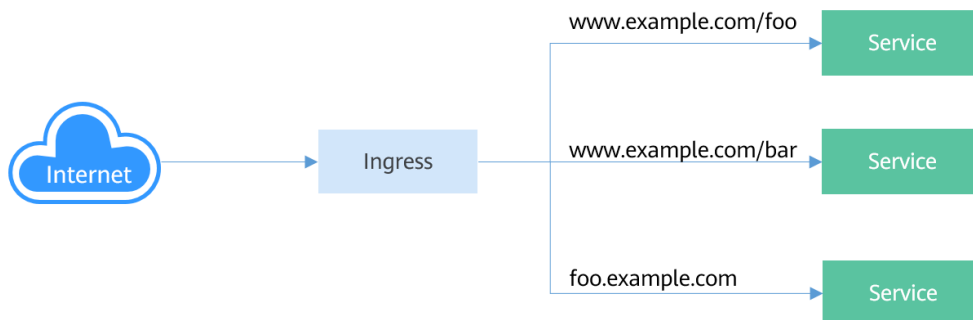 www.example.com/foo
Service
Internet
Ingress
www.example.com/bar
Service
foo.example.com
Service